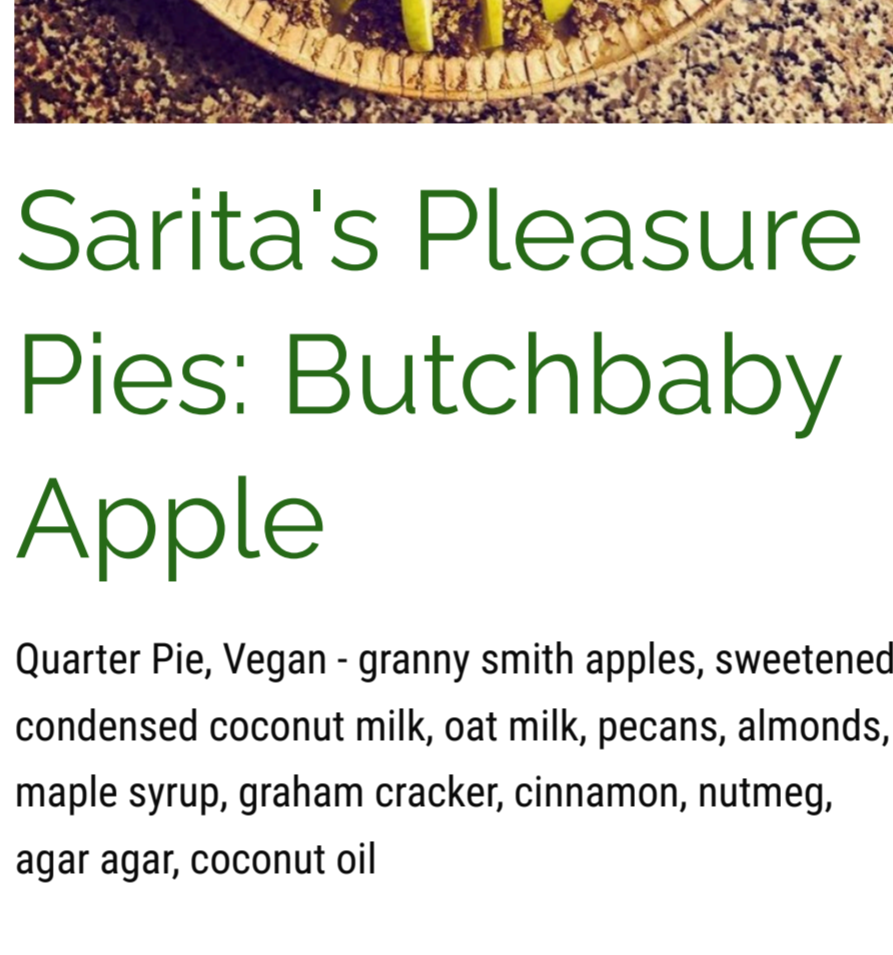 Sarita's Pleasure
Pies: Butchbaby
Apple
Quarter Pie, Vegan - granny smith apples, sweetened
condensed coconut milk, oat milk, pecans, almonds,
maple syrup, graham cracker, cinnamon, nutmeg,
agar agar, coconut oil